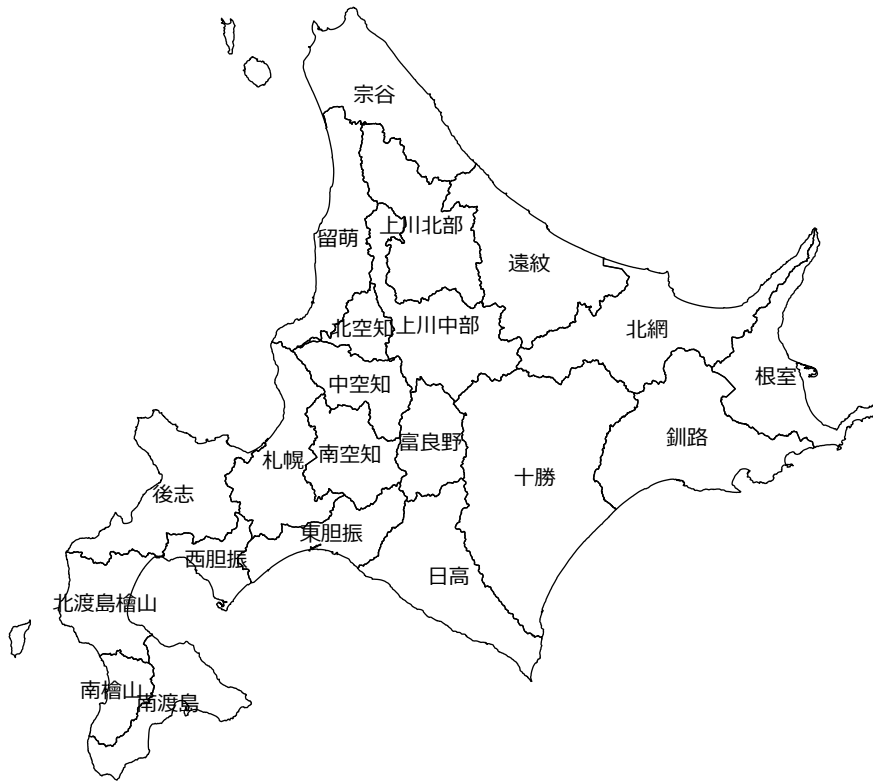 宗谷
上川北部
留萌
遠紋
北空知
上川中部
北網
中空知
根室
富良野
釧路
札幌
南空知
十勝
後志
東胆振
西胆振
日高
北渡島檜山
南檜山
南渡島